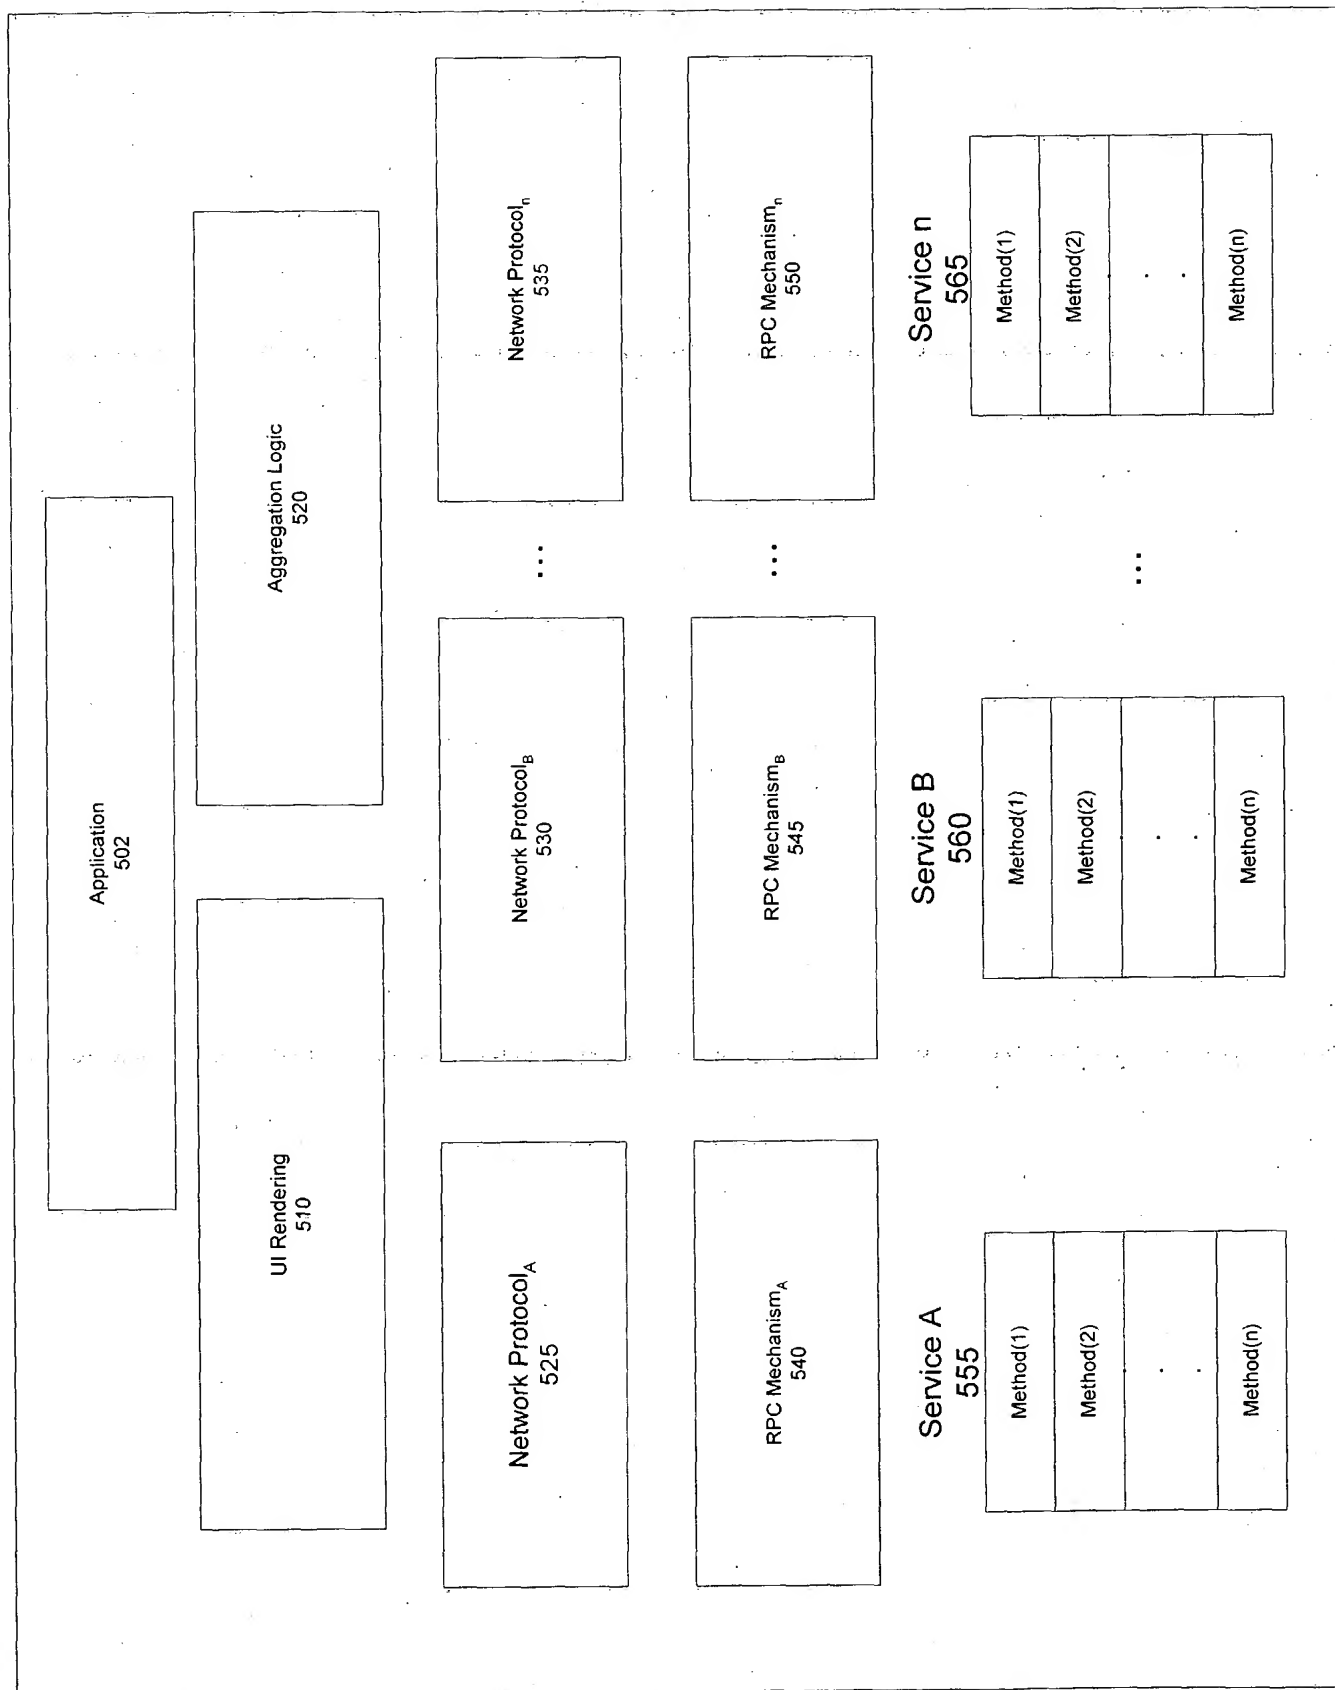 Application
502
UI Rendering
510
Aggregation Logic
520
Network Protocol_A
525
Network Protocol_B
530
...
Network Protocol_n
535
RPC Mechanism_A
540
RPC Mechanism_B
545
...
RPC Mechanism_n
550
Service A
555
Method(1)
Method(2)
. . .
Method(n)
Service B
560
Method(1)
Method(2)
. . .
Method(n)
...
Service n
565
Method(1)
Method(2)
. . .
Method(n)